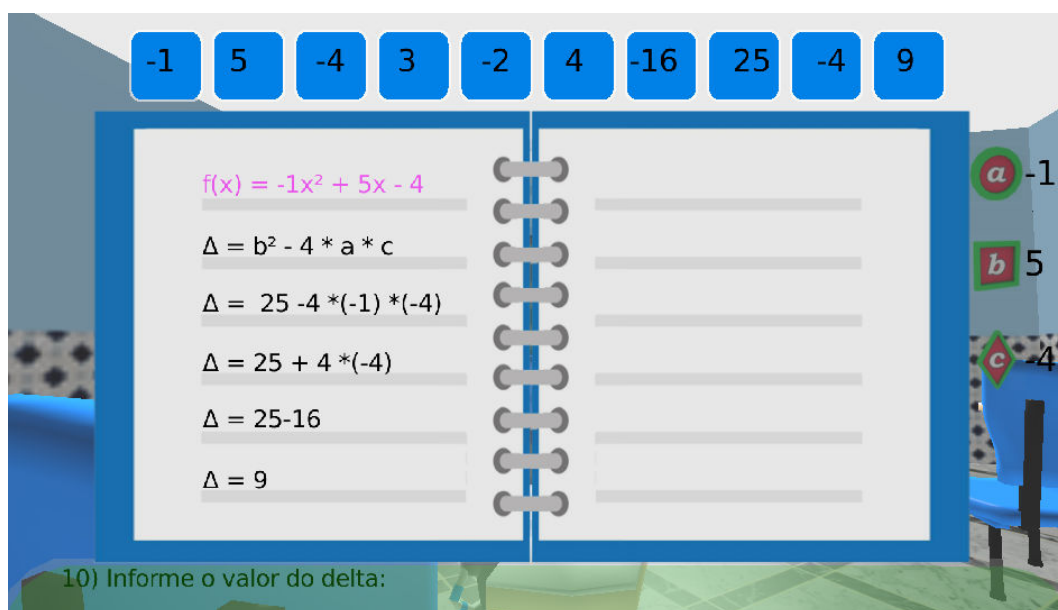 -1 5 -4 3 -2 4 -16 25 -4 9
f(x) = -1x² + 5x - 4
Δ = b² - 4 * a * c
Δ =  25 -4 *(-1) *(-4)
Δ = 25 + 4 *(-4)
Δ = 25-16
Δ = 9
a -1
b 5
c -4
10) Informe o valor do delta: